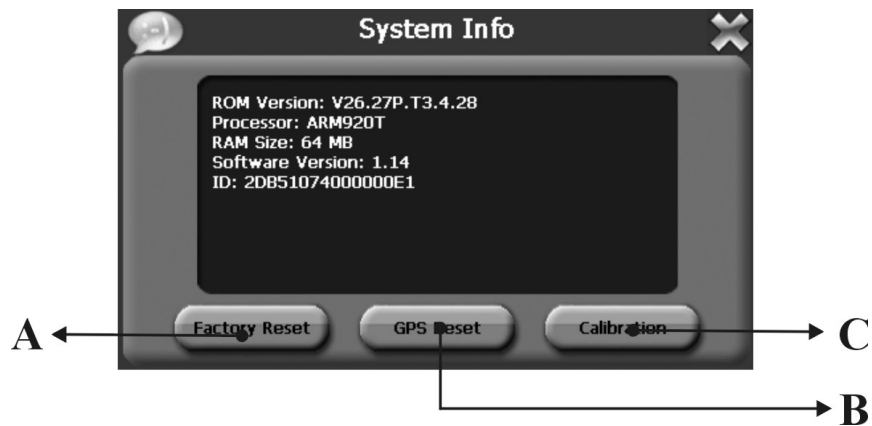 System Info
ROM Version: V26.27P.T3.4.28
Processor: ARM920T
RAM Size: 64 MB
Software Version: 1.14
ID: 2DB51074000000E1
Factory Reset GPS Reset Calibration
A C
B